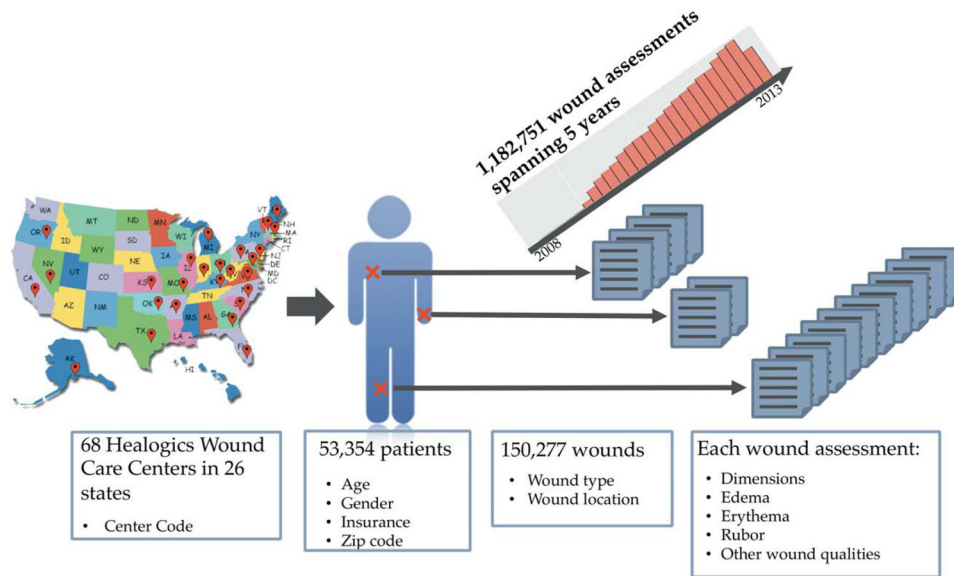 1,182,751 wound assessments
spanning 5 years
2008
2013
WA
OR
CA
NV
ID
MT
WY
UT
AZ
CO
NM
ND
SD
NE
KS
OK
TX
MN
IA
MO
LA
WI
IL
MS
MI
KY
TN
AL
GA
NY
VT
NH
MA
RI
CT
NJ
DE
MD
DC
AK
HI
68 Healogics Wound
Care Centers in 26
states
• Center Code
53,354 patients
• Age
• Gender
• Insurance
• Zip code
150,277 wounds
• Wound type
• Wound location
Each wound assessment:
• Dimensions
• Edema
• Erythema
• Rubor
• Other wound qualities